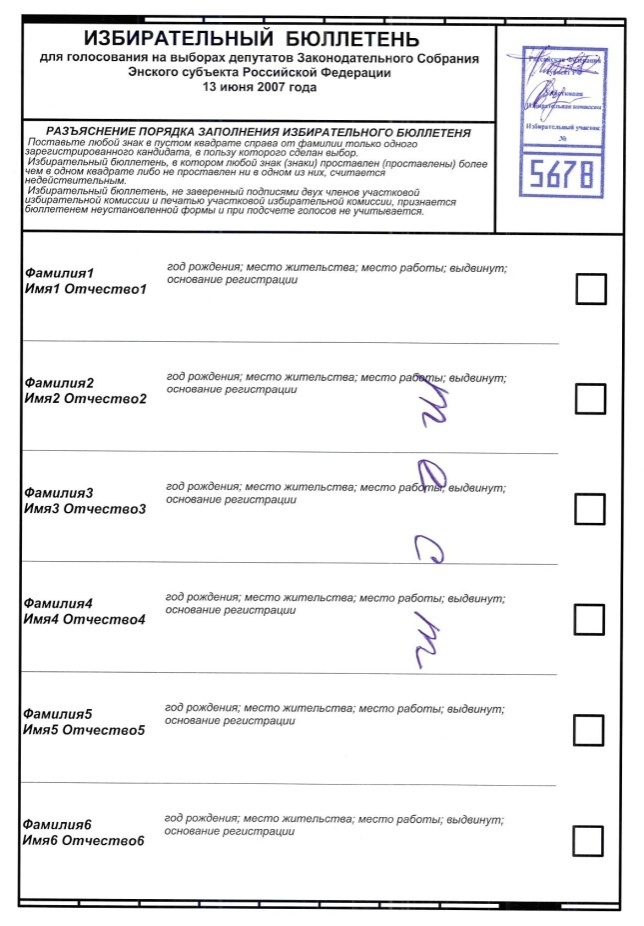 ИЗБИРАТЕЛЬНЫЙ БЮЛЛЕТЕНЬ
для голосования на выборах депутатов Законодательного Собрания
Энского субъекта Российской Федерации
13 июня 2007 года
РАЗЪЯСНЕНИЕ ПОРЯДКА ЗАПОЛНЕНИЯ ИЗБИРАТЕЛЬНОГО БЮЛЛЕТЕНЯ
Поставьте любой знак в пустом квадрате справа от фамилии только одного
зарегистрированного кандидата, в пользу которого сделан выбор.
Избирательный бюллетень, в котором любой знак (знаки) проставлен (проставлены) более
чем в одном квадрате либо не проставлен ни в одном из них, считается
недействительным.
Избирательный бюллетень, не заверенный подписями двух членов участковой
избирательной комиссии и печатью участковой избирательной комиссии, признается
бюллетенем неустановленной формы и при подсчете голосов не учитывается.
Российская Федерация
избирательная комиссия
Избирательный участок
№
5678
Фамилия1
Имя1 Отчество1
год рождения; место жительства; место работы; выдвинут;
основание регистрации
Фамилия2
Имя2 Отчество2
год рождения; место жительства; место работы; выдвинут;
основание регистрации
Фамилия3
Имя3 Отчество3
год рождения; место жительства; место работы; выдвинут;
основание регистрации
Фамилия4
Имя4 Отчество4
год рождения; место жительства; место работы; выдвинут;
основание регистрации
Фамилия5
Имя5 Отчество5
год рождения; место жительства; место работы; выдвинут;
основание регистрации
Фамилия6
Имя6 Отчество6
год рождения; место жительства; место работы; выдвинут;
основание регистрации
т е с т